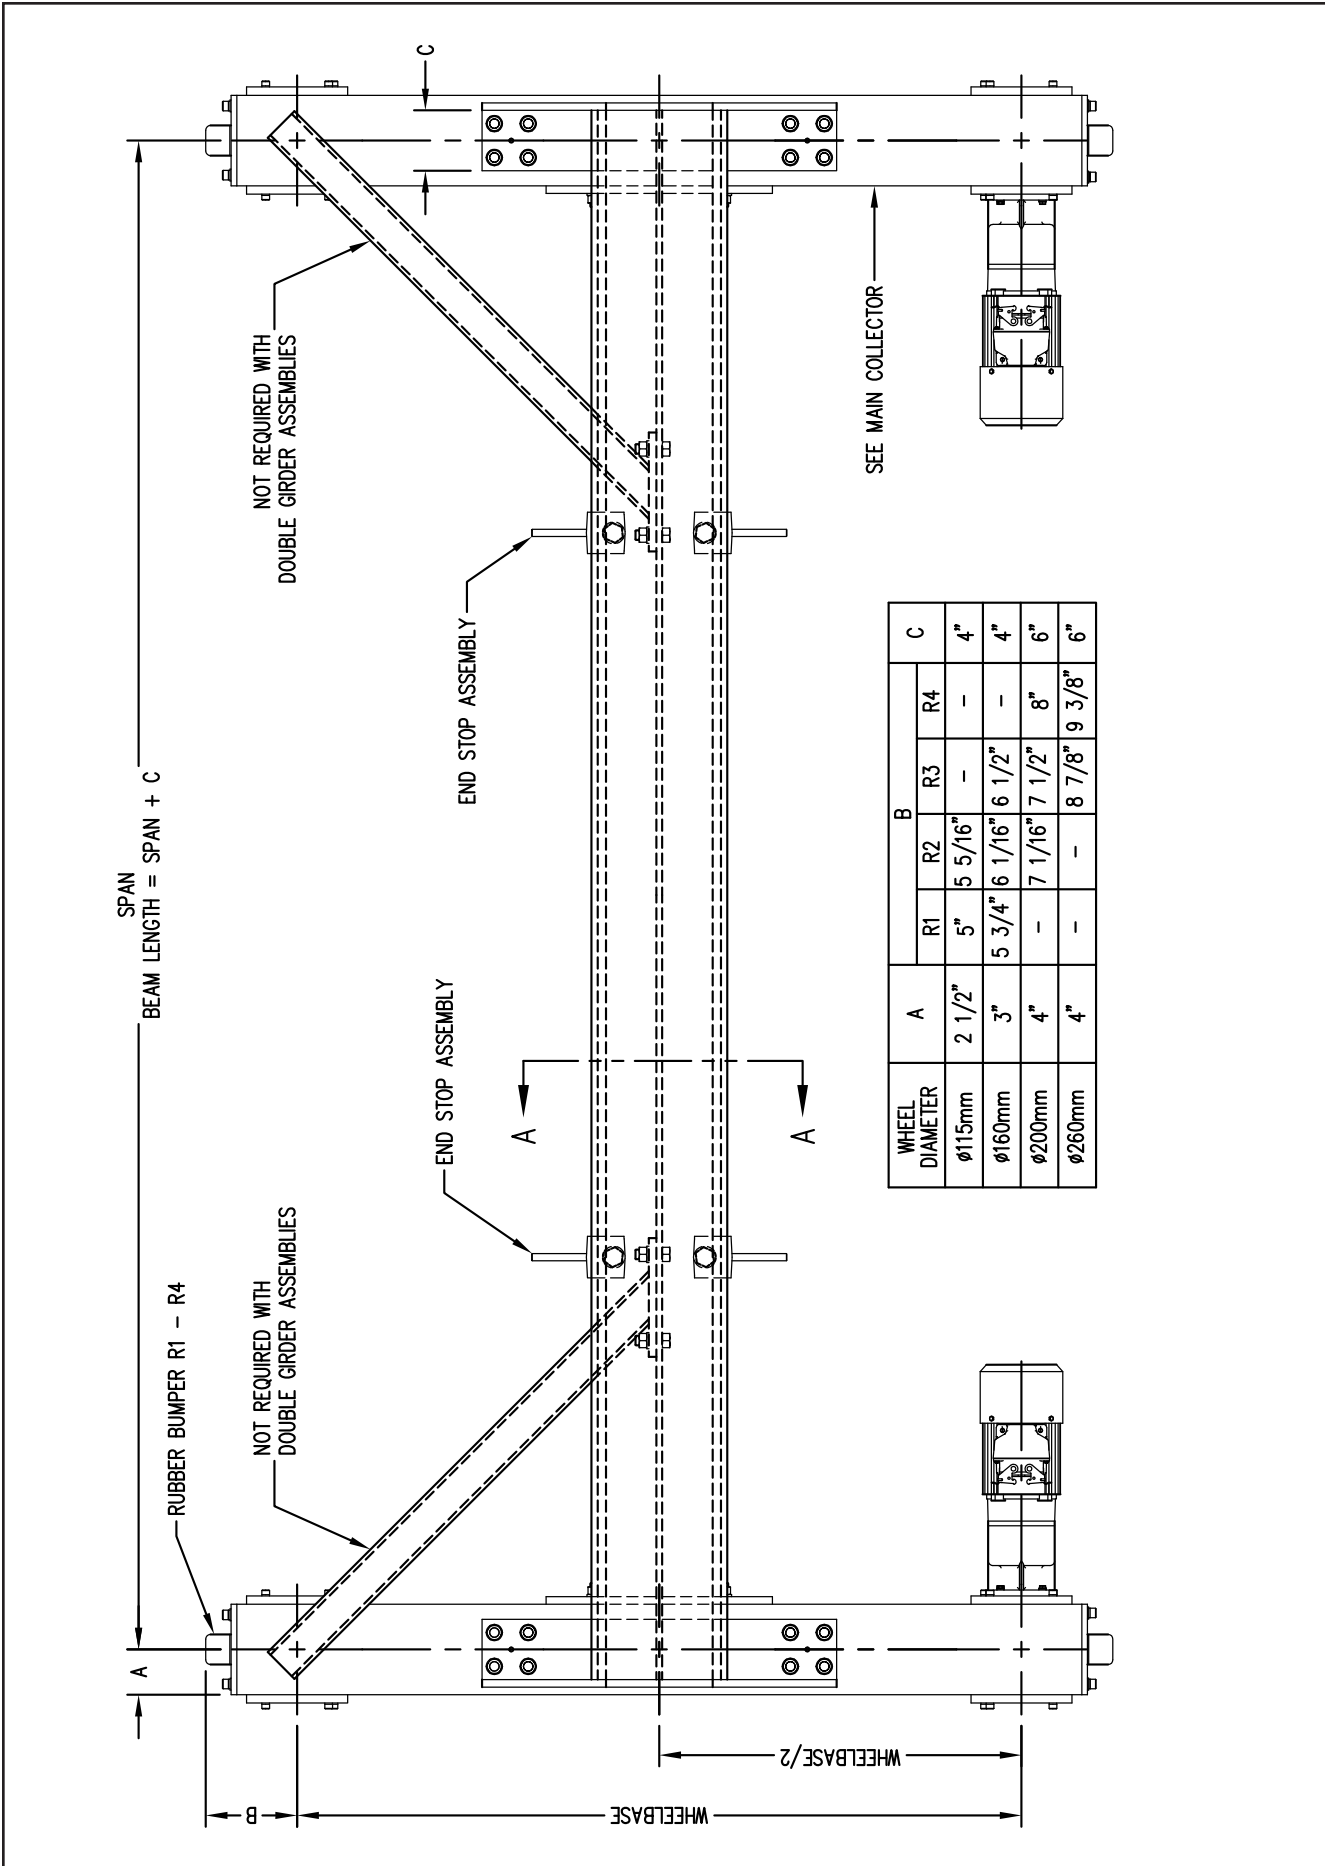 SPAN
BEAM LENGTH = SPAN + C
A
RUBBER BUMPER R1 - R4
NOT REQUIRED WITH
DOUBLE GIRDER ASSEMBLIES
NOT REQUIRED WITH
DOUBLE GIRDER ASSEMBLIES
C
B
END STOP ASSEMBLY
END STOP ASSEMBLY
A
A
WHEELBASE/2
WHEELBASE
SEE MAIN COLLECTOR
WHEEL DIAMETER A B C
R1 R2 R3 R4
ø115mm 2 1/2" 5" 5 5/16" - - 4"
ø160mm 3" 5 3/4" 6 1/16" 6 1/2" - 4"
ø200mm 4" - 7 1/16" 7 1/2" 8" 6"
ø260mm 4" - - 8 7/8" 9 3/8" 6"